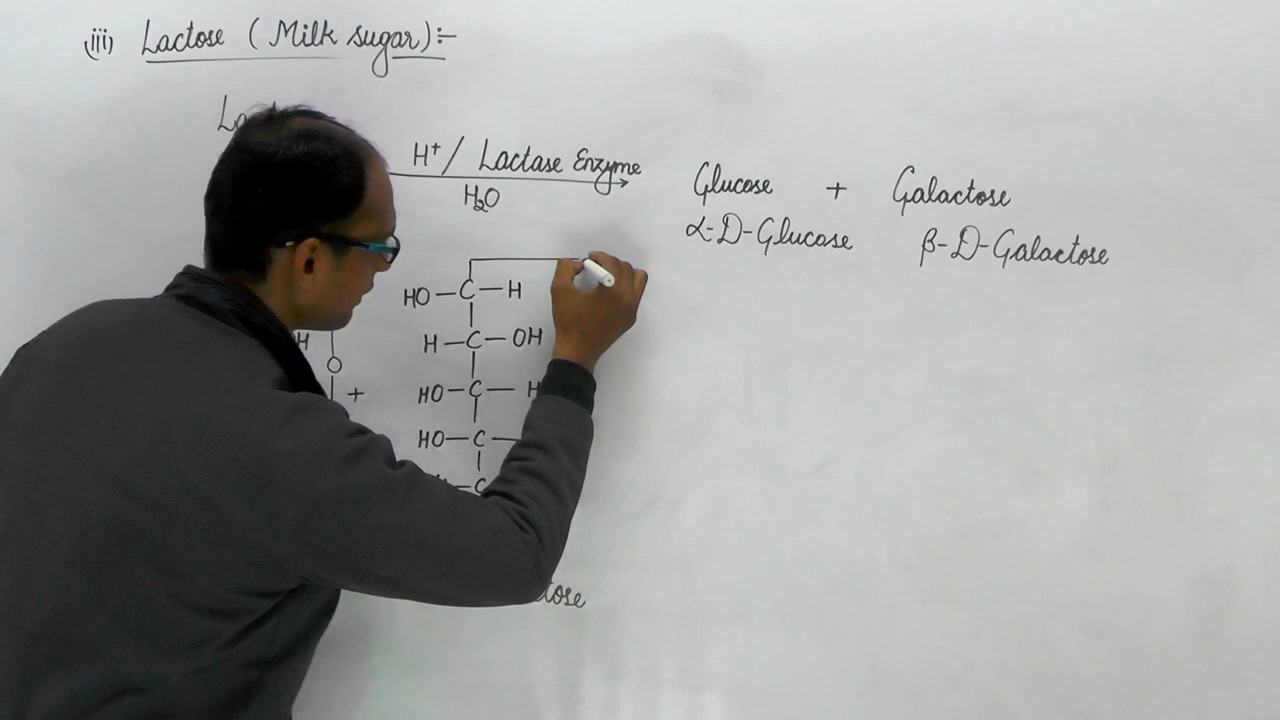 (iii) Lactose (Milk sugar):-
H⁺/ Lactase Enzyme
H₂O
Glucose + Galactose
α-D-Glucose β-D-Galactose
HO-C-H
H-C-OH
H O
+
HO-C-H
HO-C-
-C